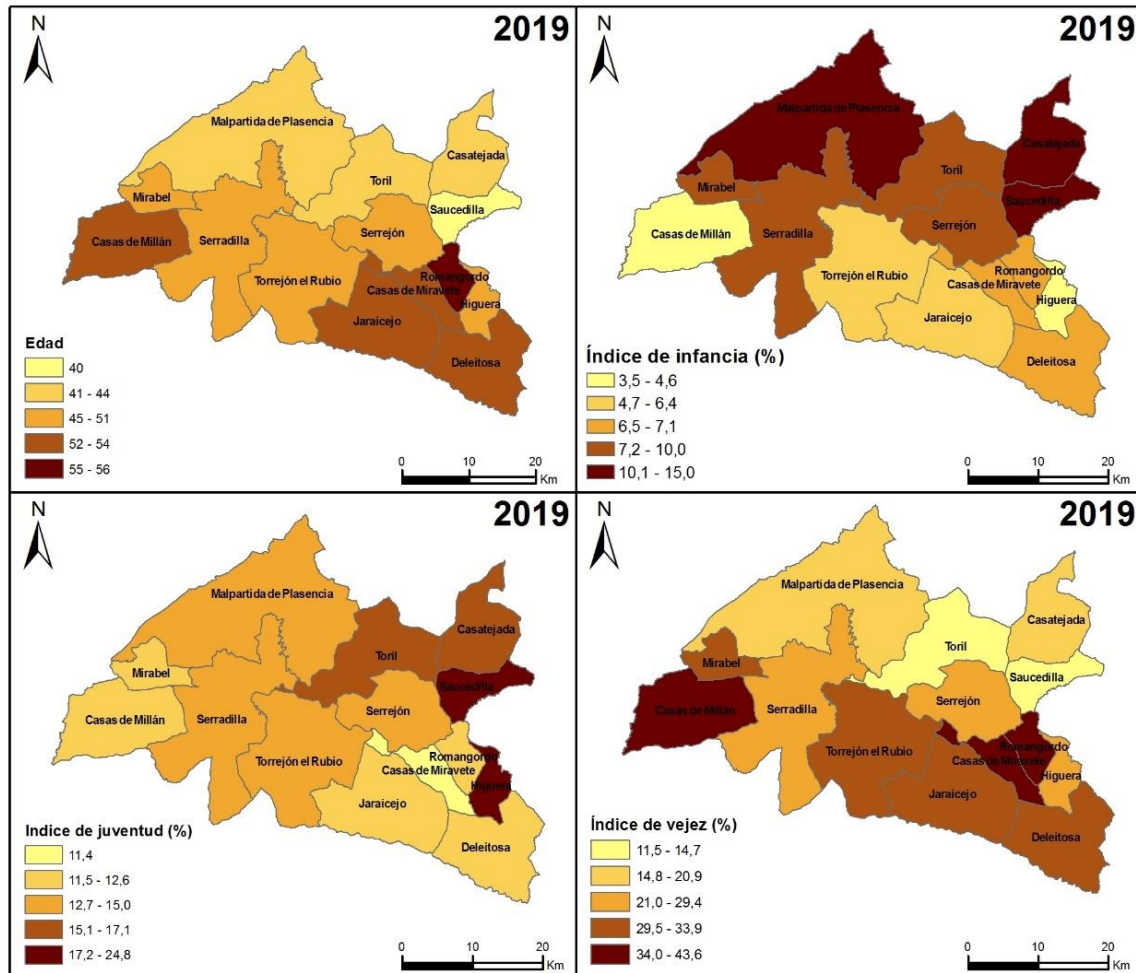 N
2019
Malpartida de Plasencia
Casatejada
Toril
Mirabel
Saucedilla
Serrejón
Casas de Millán
Serradilla
Romangordo
Torrejón el Rubio
Casas de Miravete
Higuera
Jaraicejo
Deleitosa
Edad
40
41 - 44
45 - 51
52 - 54
55 - 56
0 10 20
Km
N
2019
Malpartida de Plasencia
Casatejada
Toril
Mirabel
Saucedilla
Serrejón
Casas de Millán
Serradilla
Romangordo
Torrejón el Rubio
Casas de Miravete
Higuera
Jaraicejo
Deleitosa
Índice de infancia (%)
3,5 - 4,6
4,7 - 6,4
6,5 - 7,1
7,2 - 10,0
10,1 - 15,0
0 10 20
Km
N
2019
Malpartida de Plasencia
Casatejada
Toril
Mirabel
Saucedilla
Serrejón
Casas de Millán
Serradilla
Romangordo
Torrejón el Rubio
Casas de Miravete
Higuera
Jaraicejo
Deleitosa
Indice de juventud (%)
11,4
11,5 - 12,6
12,7 - 15,0
15,1 - 17,1
17,2 - 24,8
0 10 20
Km
N
2019
Malpartida de Plasencia
Casatejada
Toril
Mirabel
Saucedilla
Serrejón
Casas de Millán
Serradilla
Romangordo
Torrejón el Rubio
Casas de Miravete
Higuera
Jaraicejo
Deleitosa
Índice de vejez (%)
11,5 - 14,7
14,8 - 20,9
21,0 - 29,4
29,5 - 33,9
34,0 - 43,6
0 10 20
Km